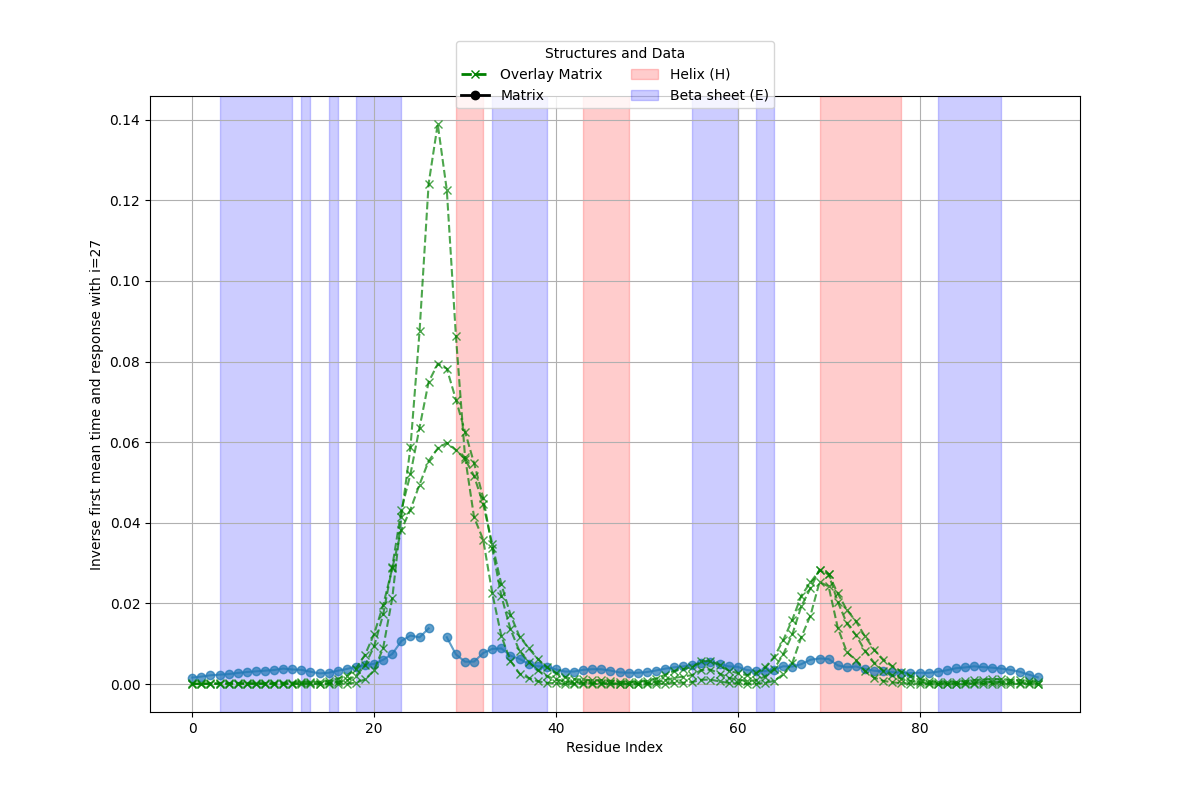 Structures and Data
Overlay Matrix
Matrix
Helix (H)
Beta sheet (E)
Inverse first mean time and response with i=27
0.14
0.12
0.10
0.08
0.06
0.04
0.02
0.00
0 20 40 60 80
Residue Index